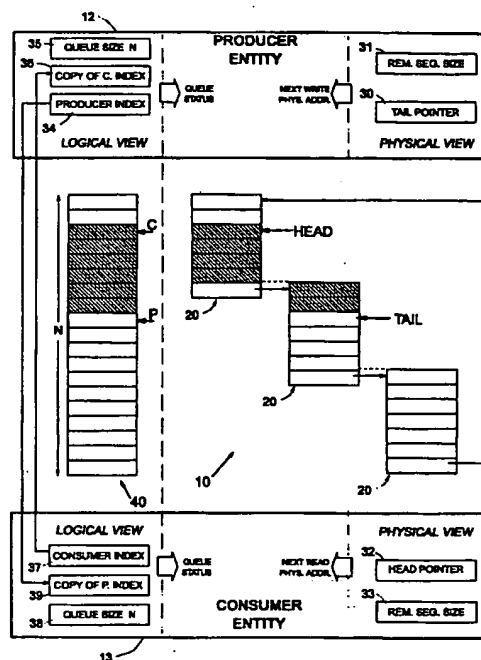 12
35
QUEUE SIZE N
36
COPY OF C. INDEX
PRODUCER INDEX
34
LOGICAL VIEW
PRODUCER
ENTITY
QUEUE
STATUS
NEXT WRITE
PHYS. ADDR.
31
REM. SEG. SIZE
30
TAIL POINTER
PHYSICAL VIEW
C
HEAD
N
P
20
TAIL
20
10
20
40
LOGICAL VIEW
CONSUMER INDEX
37
COPY OF P. INDEX
39
QUEUE SIZE N
38
QUEUE
STATUS
NEXT READ
PHYS. ADDR.
CONSUMER
ENTITY
PHYSICAL VIEW
32
HEAD POINTER
33
REM. SEG. SIZE
13